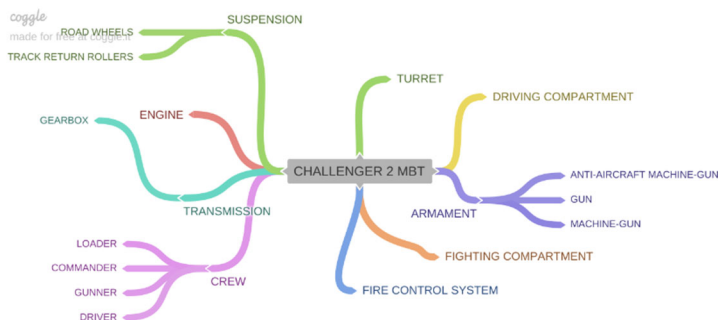 coggle
made for free at coggle.it
SUSPENSION
ROAD WHEELS
TRACK RETURN ROLLERS
TURRET
DRIVING COMPARTMENT
ENGINE
GEARBOX
CHALLENGER 2 MBT
ANTI-AIRCRAFT MACHINE-GUN
GUN
MACHINE-GUN
ARMAMENT
TRANSMISSION
LOADER
COMMANDER
GUNNER
DRIVER
CREW
FIGHTING COMPARTMENT
FIRE CONTROL SYSTEM